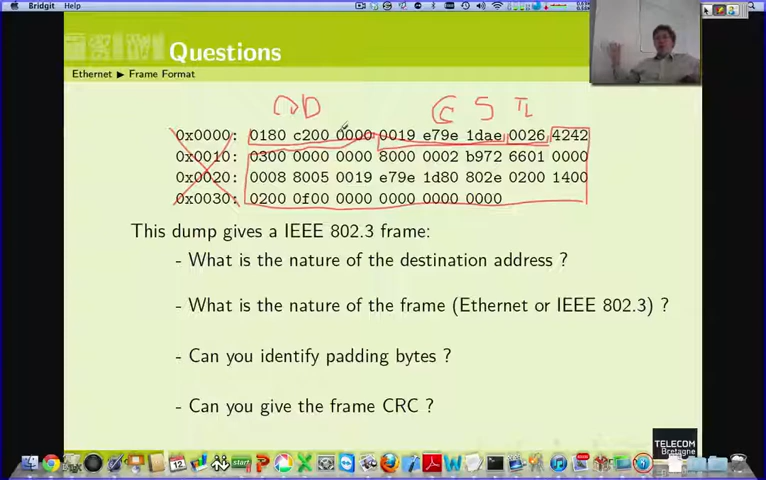 Bridgit Help
Questions
Ethernet ▶ Frame Format
0x0000: 0180 c200 0000 0019 e79e 1dae 0026 4242
0x0010: 0300 0000 0000 8000 0002 b972 6601 0000
0x0020: 0008 8005 0019 e79e 1d80 802e 0200 1400
0x0030: 0200 0f00 0000 0000 0000 0000
This dump gives a IEEE 802.3 frame:
- What is the nature of the destination address ?
- What is the nature of the frame (Ethernet or IEEE 802.3) ?
- Can you identify padding bytes ?
- Can you give the frame CRC ?
TELECOM
Bretagne